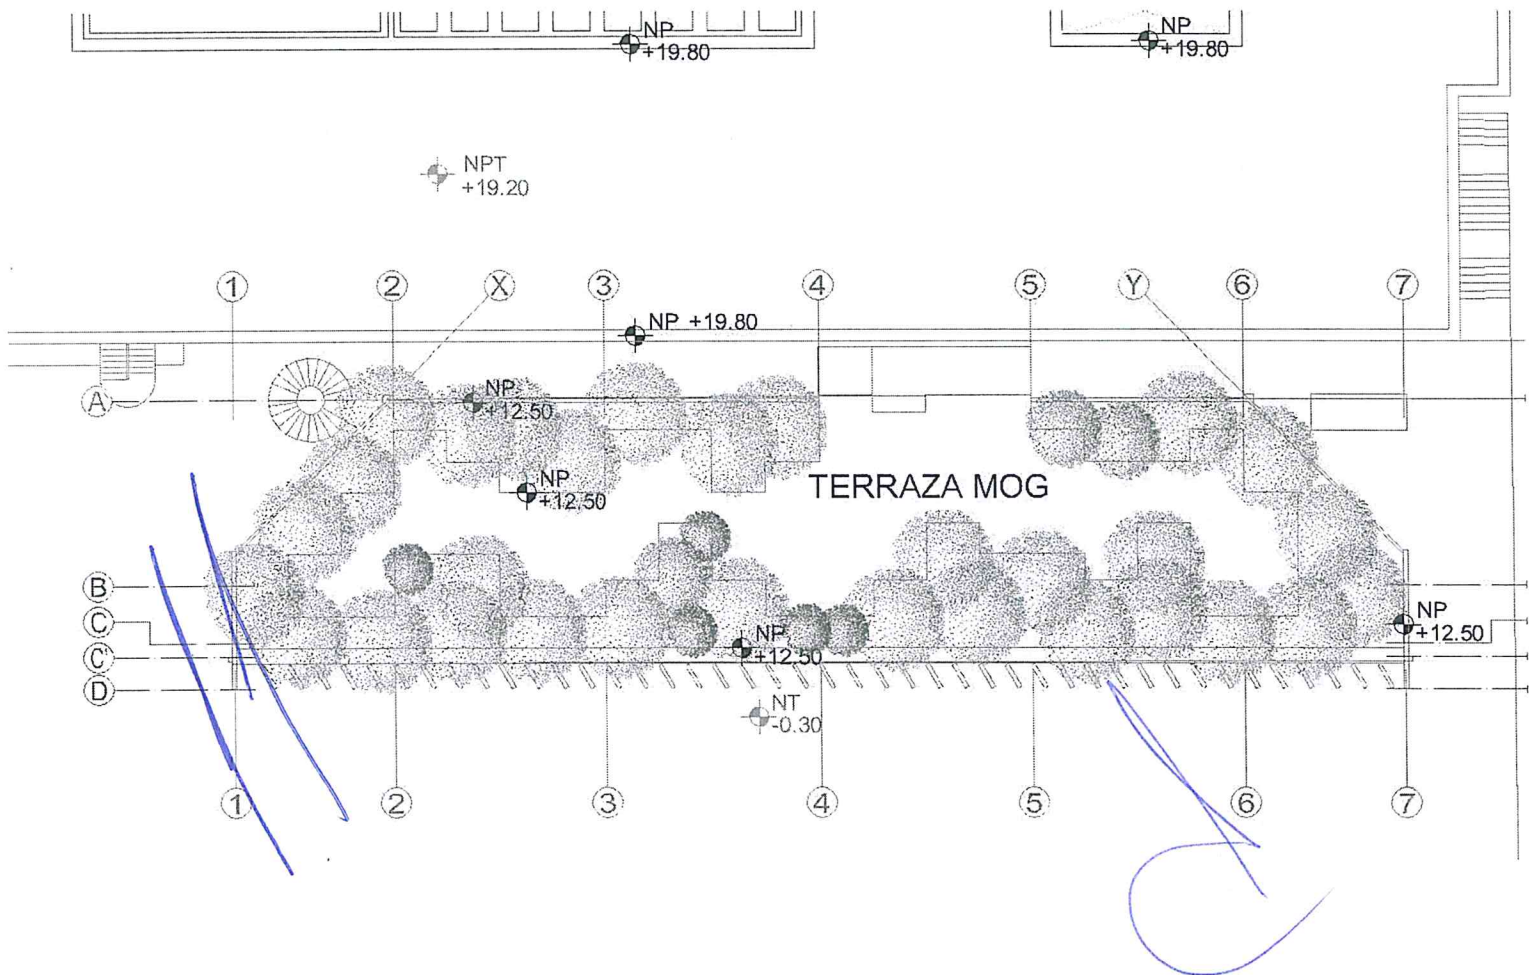 NP
+19.80
NP
+19.80
NPT
+19.20
1 2 X 3 4 5 Y 6 7
NP +19.80
A
NP
+12.50
NP
+12.50
TERRAZA MOG
B
C
NP
+12.50
NP
+12.50
C'
D
NT
-0.30
1 2 3 4 5 6 7